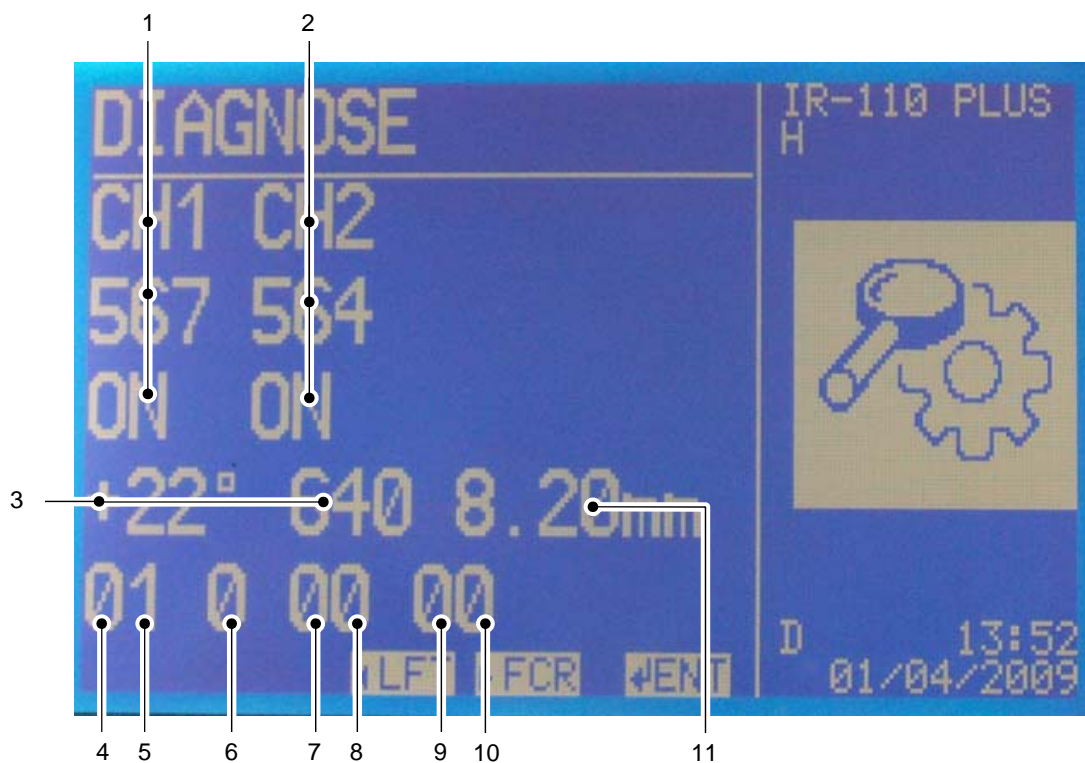 1 2
DIAGNOSE
IR-110 PLUS
H
CH1 CH2
567 564
ON ON
3
+22° 640 8.20mm
01 0 00 00
D 13:52
LFT FCR ENT
01/04/2009
4 5 6 7 8 9 10 11